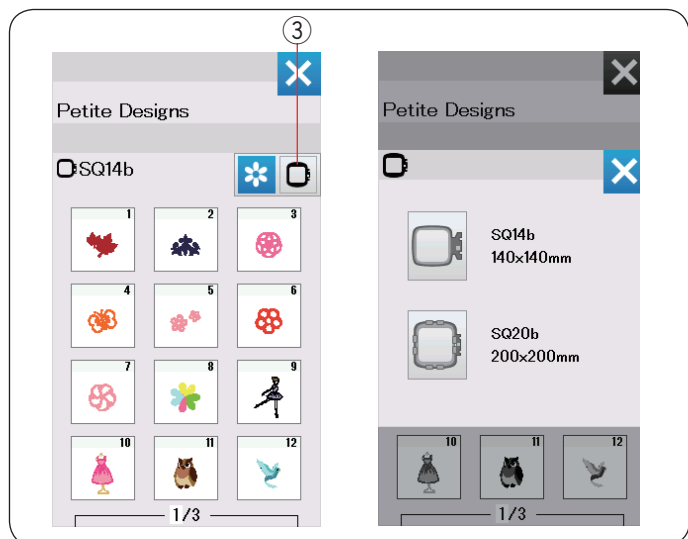 ③
Petite Designs
SQ14b
1 2 3
4 5 6
7 8 9
10 11 12
1/3
Petite Designs
SQ14b
140x140mm
SQ20b
200x200mm
10 11 12
1/3